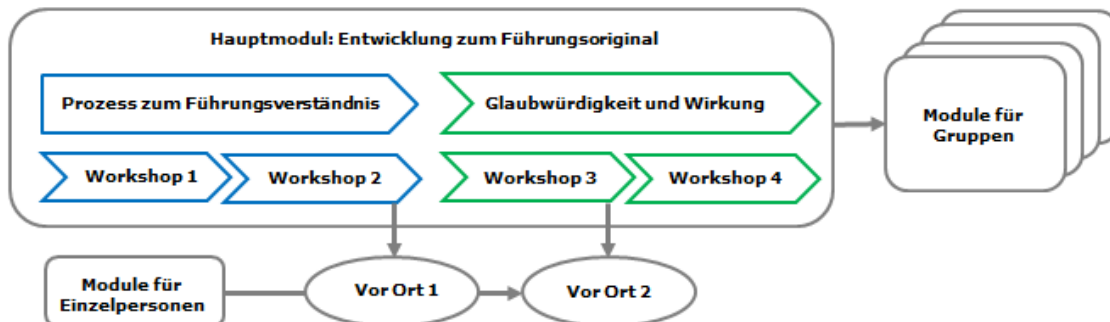 Hauptmodul: Entwicklung zum Führungsoriginal
Prozess zum Führungsverständnis
Glaubwürdigkeit und Wirkung
Workshop 1
Workshop 2
Workshop 3
Workshop 4
Module für
Gruppen
Module für
Einzelpersonen
Vor Ort 1
Vor Ort 2